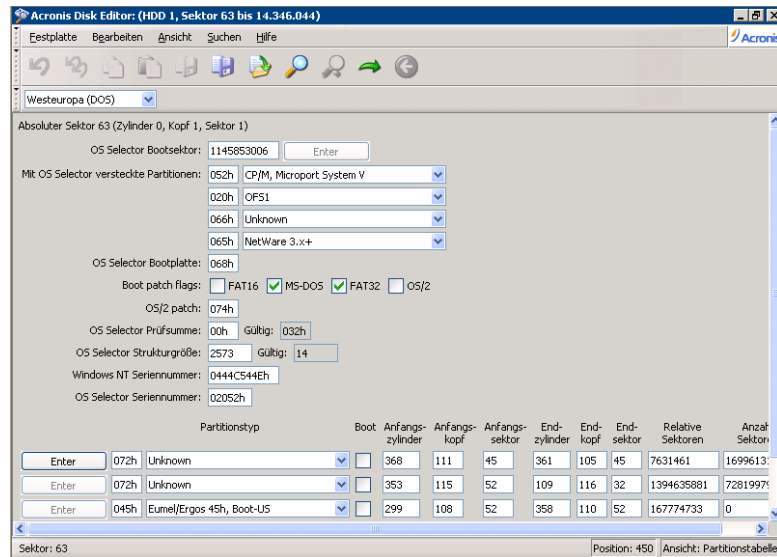 Acronis Disk Editor: (HDD 1, Sektor 63 bis 14.346.044)
Festplatte Bearbeiten Ansicht Suchen Hilfe
Acronis
Westeuropa (DOS)
Absoluter Sektor 63 (Zylinder 0, Kopf 1, Sektor 1)
OS Selector Bootsektor: 1145853006 Enter
Mit OS Selector versteckte Partitionen: 052h CP/M, Microport System V
020h OFS1
066h Unknown
065h NetWare 3.x+
OS Selector Bootplatte: 068h
Boot patch flags: FAT16 MS-DOS FAT32 OS/2
OS/2 patch: 074h
OS Selector Prüfsumme: 00h Gültig: 032h
OS Selector Strukturgröße: 2573 Gültig: 14
Windows NT Seriennummer: 0444C544Eh
OS Selector Seriennummer: 02052h
Partitionstyp Boot Anfangs- Anfangs- Anfangs- End- End- End- Relative Anzahl
zylinder kopf sektor zylinder kopf sektor Sektoren Sektore
Enter 072h Unknown 368 111 45 361 105 45 7631461 1699613
Enter 072h Unknown 353 115 52 109 116 32 1394635881 7281997
Enter 045h Eumel/Ergos 45h, Boot-US 299 108 52 358 110 52 167774733 0
Sektor: 63 Position: 450 Ansicht: Partitionstabelle